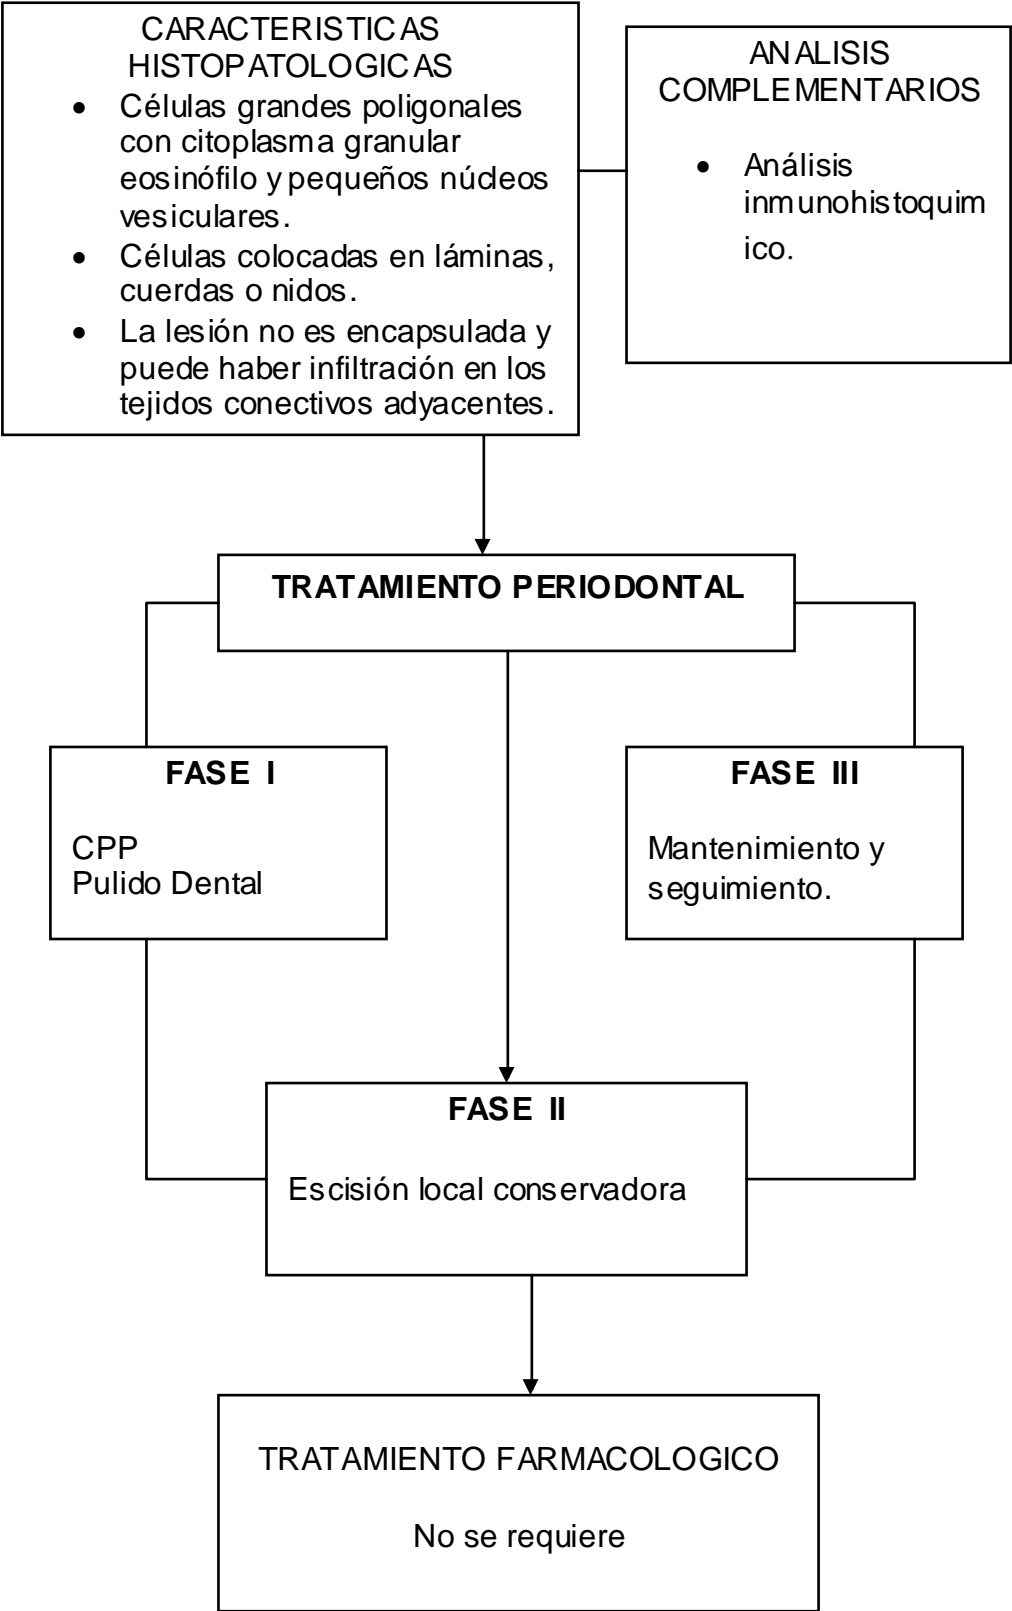 CARACTERISTICAS
HISTOPATOLOGICAS
• Células grandes poligonales
con citoplasma granular
eosinófilo y pequeños núcleos
vesiculares.
• Células colocadas en láminas,
cuerdas o nidos.
• La lesión no es encapsulada y
puede haber infiltración en los
tejidos conectivos adyacentes.
ANALISIS
COMPLEMENTARIOS
• Análisis
inmunohistoquim
ico.
TRATAMIENTO PERIODONTAL
FASE I
CPP
Pulido Dental
FASE III
Mantenimiento y
seguimiento.
FASE II
Escisión local conservadora
TRATAMIENTO FARMACOLOGICO
No se requiere